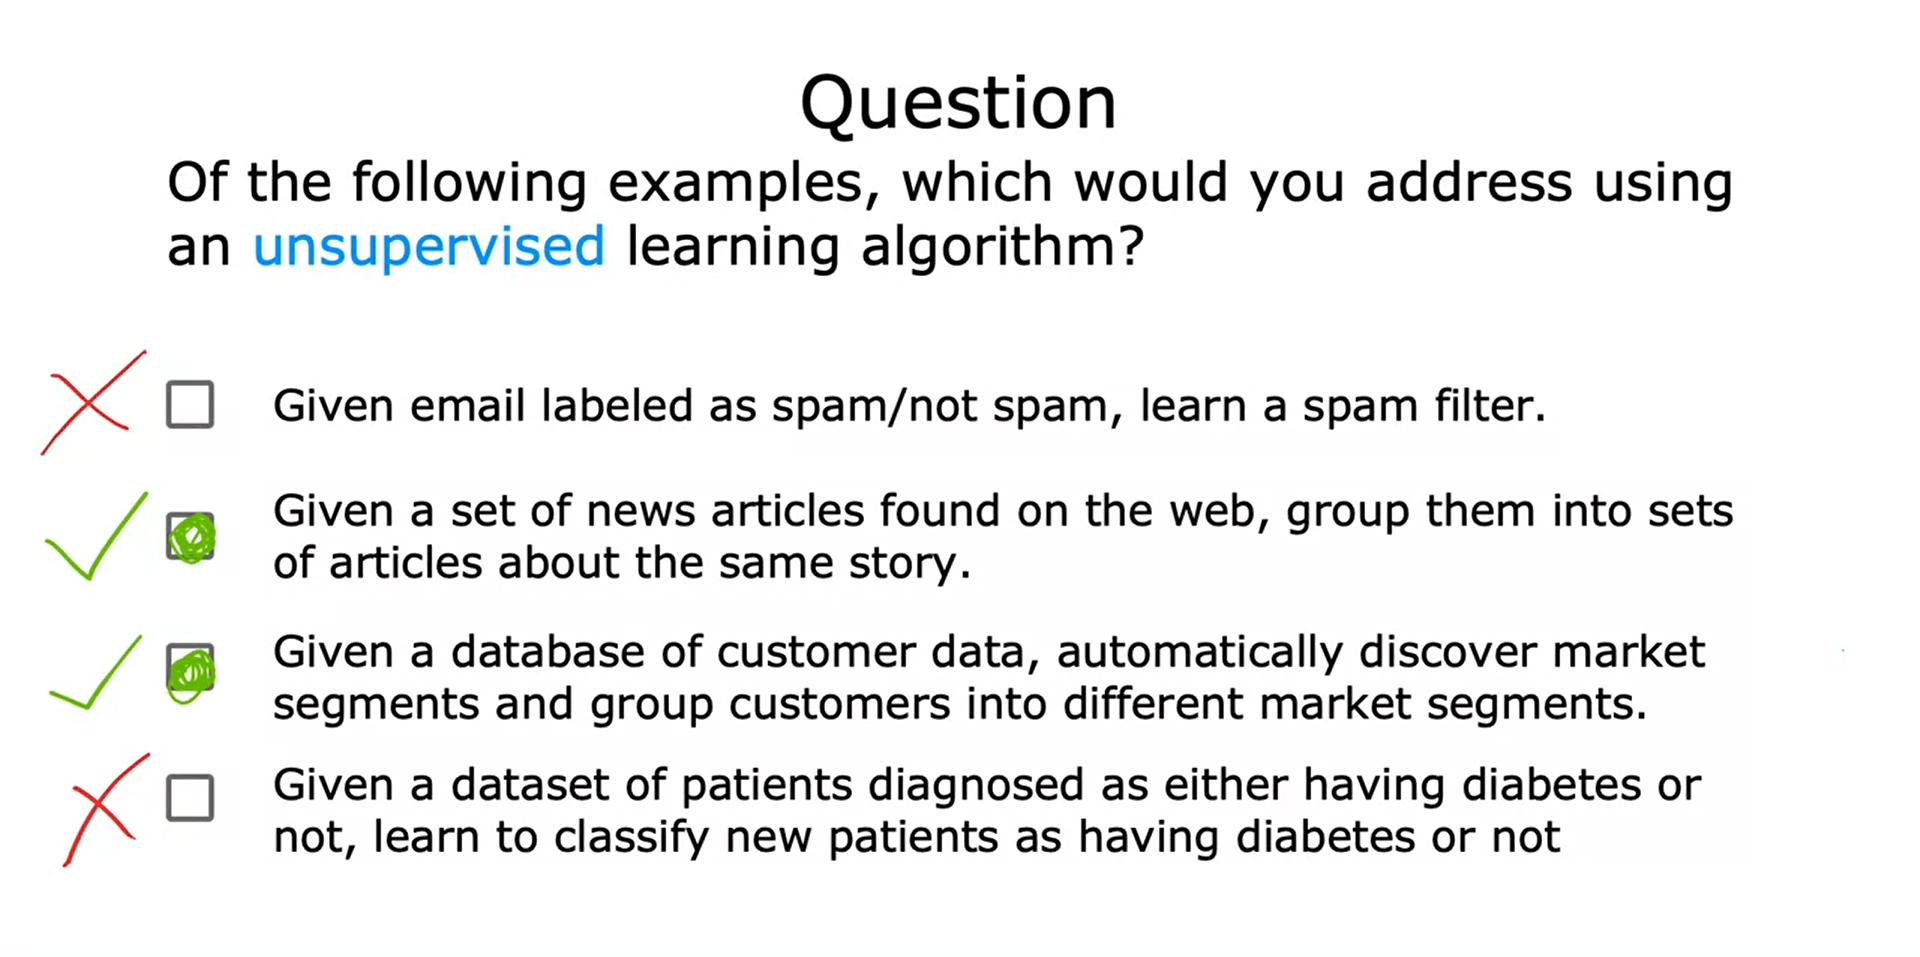 Question
Of the following examples, which would you address using
an unsupervised learning algorithm?
Given email labeled as spam/not spam, learn a spam filter.
Given a set of news articles found on the web, group them into sets
of articles about the same story.
Given a database of customer data, automatically discover market
segments and group customers into different market segments.
Given a dataset of patients diagnosed as either having diabetes or
not, learn to classify new patients as having diabetes or not